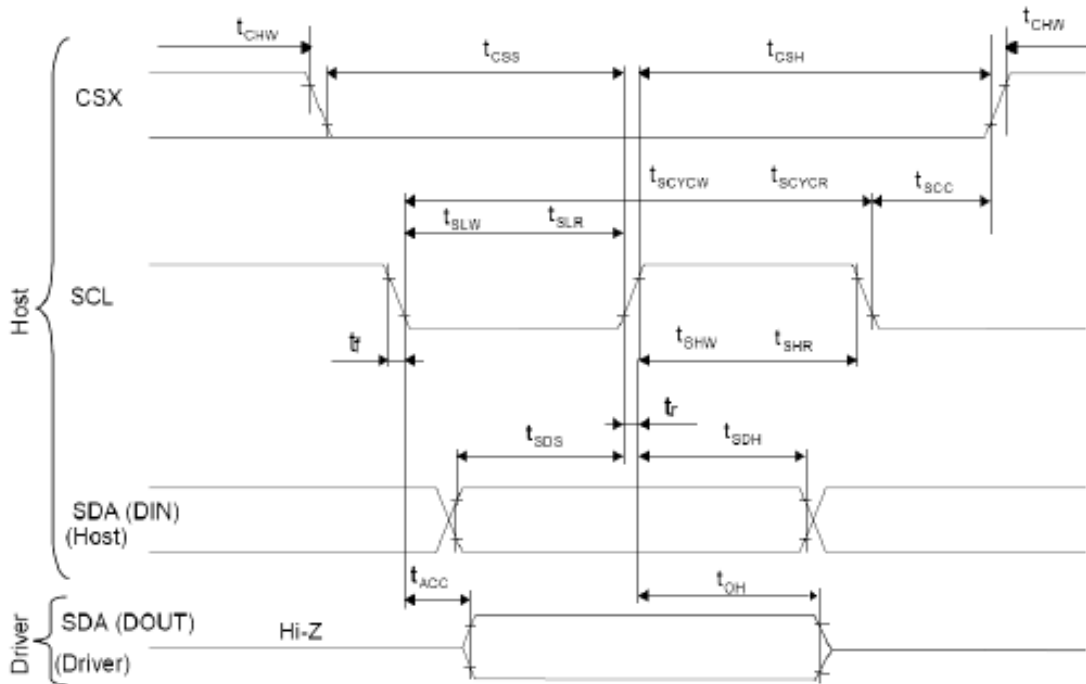 tCHW
tCHW
tCSS
tCSH
CSX
tSCYCW
tSCYCR
tSCC
tSLW
tSLR
Host
SCL
tf
tSHW
tSHR
tr
tSDS
tSDH
SDA (DIN)
(Host)
tACC
tOH
Driver
SDA (DOUT)
Hi-Z
(Driver)